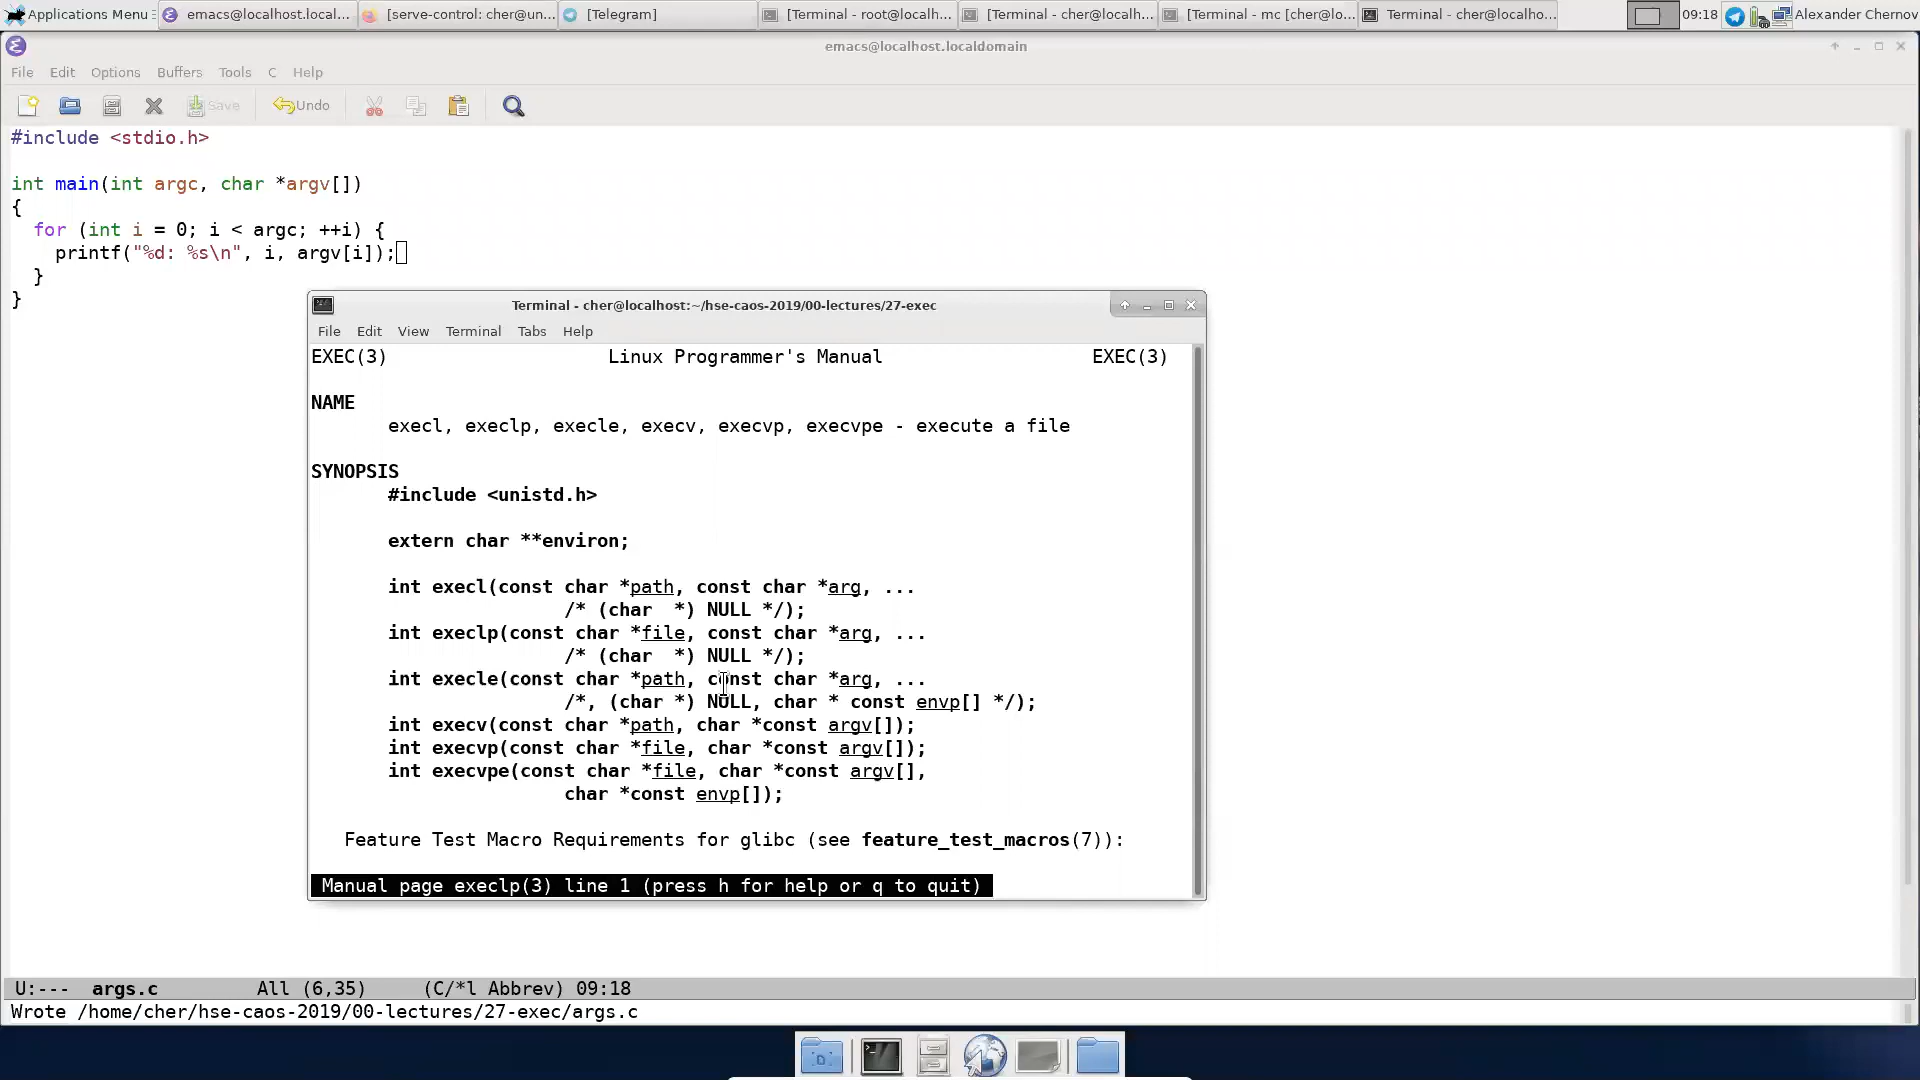 Applications Menu
emacs@localhost.local...
[serve-control: cher@un...
[Telegram]
[Terminal - root@localh...
[Terminal - cher@localh...
[Terminal - mc [cher@lo...
Terminal - cher@localho...
09:18
Alexander Chernov
emacs@localhost.localdomain
File Edit Options Buffers Tools C Help
Save Undo
#include <stdio.h>
int main(int argc, char *argv[])
{
for (int i = 0; i < argc; ++i) {
printf("%d: %s\n", i, argv[i]);
}
}
Terminal - cher@localhost:~/hse-caos-2019/00-lectures/27-exec
File Edit View Terminal Tabs Help
EXEC(3) Linux Programmer's Manual EXEC(3)
NAME
execl, execlp, execle, execv, execvp, execvpe - execute a file
SYNOPSIS
#include <unistd.h>
extern char **environ;
int execl(const char *path, const char *arg, ...
/* (char *) NULL */);
int execlp(const char *file, const char *arg, ...
/* (char *) NULL */);
int execle(const char *path, const char *arg, ...
/*, (char *) NULL, char * const envp[] */);
int execv(const char *path, char *const argv[]);
int execvp(const char *file, char *const argv[]);
int execvpe(const char *file, char *const argv[],
char *const envp[]);
Feature Test Macro Requirements for glibc (see feature_test_macros(7)):
Manual page execlp(3) line 1 (press h for help or q to quit)
U:--- args.c All (6,35) (C/*l Abbrev) 09:18
Wrote /home/cher/hse-caos-2019/00-lectures/27-exec/args.c